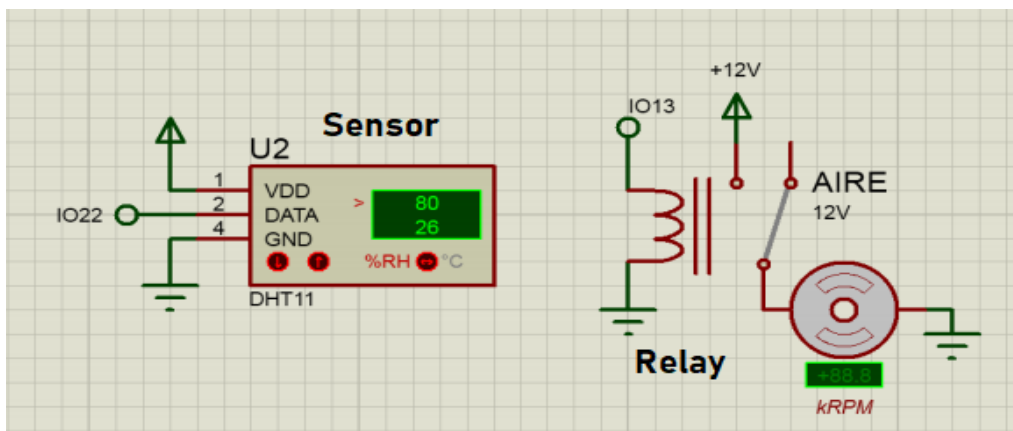 Sensor
U2
1
VDD
IO22
2
DATA
4
GND
>
80
26
%RH
°C
DHT11
+12V
IO13
AIRE
12V
Relay
+88.8
kRPM